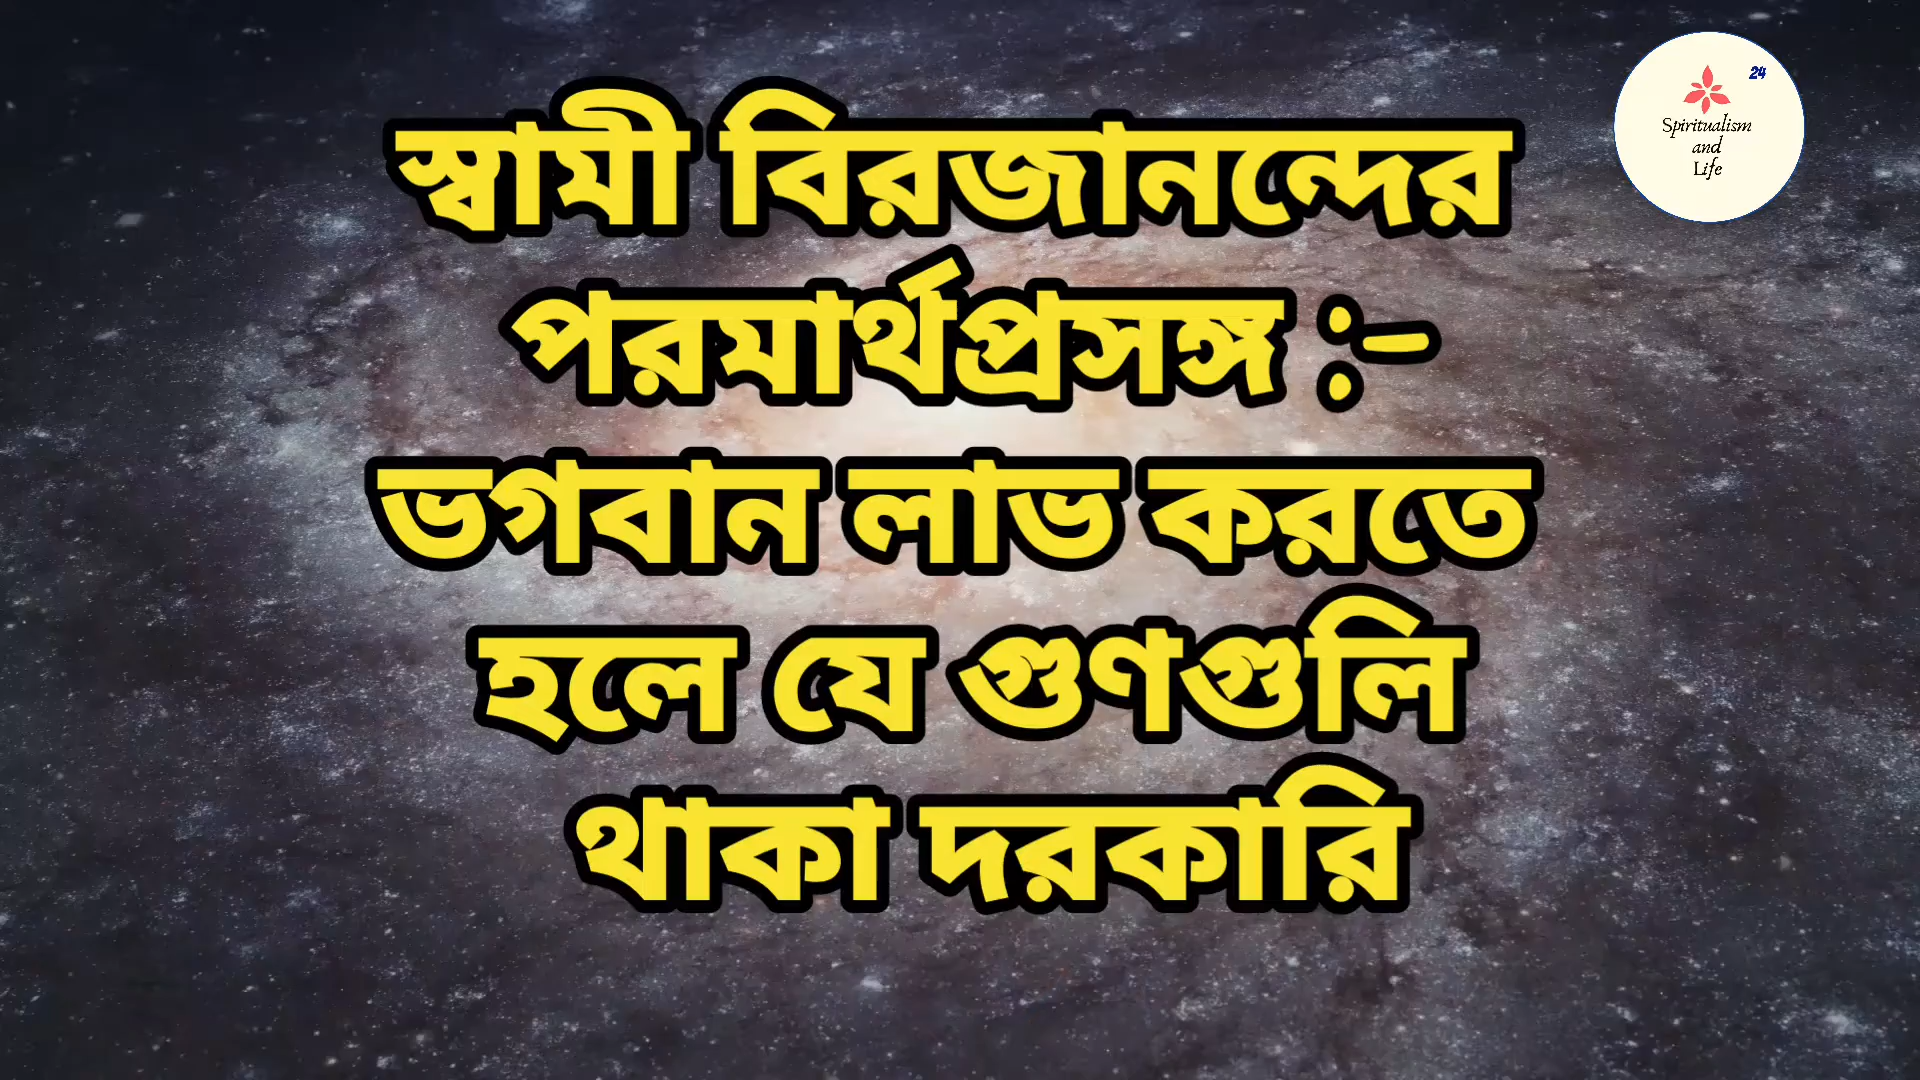 স্বামী বিরজানন্দের
পরমার্থপ্রসঙ্গ :-
ভগবান লাভ করতে
হলে যে গুণগুলি
থাকা দরকারি
24
Spiritualism
and
Life